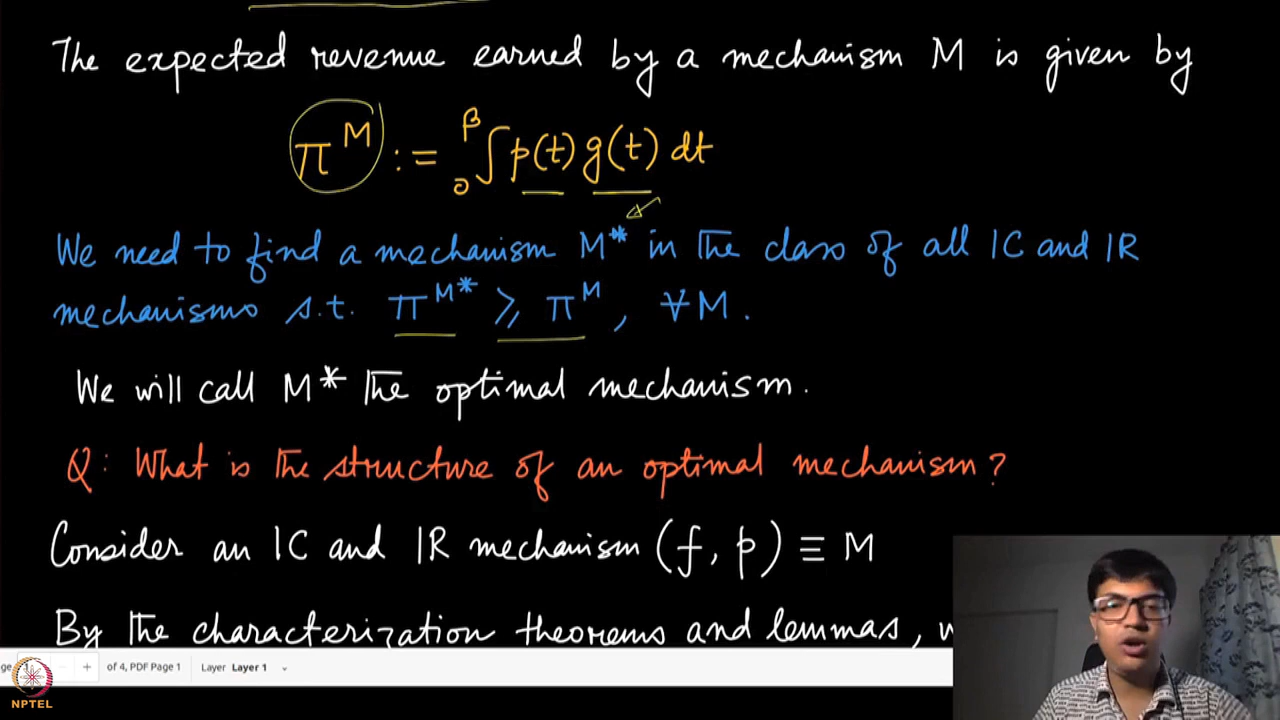 The expected revenue earned by a mechanism M is given by
π^M := ₀∫^β p(t) g(t) dt
We need to find a mechanism M* in the class of all IC and IR
mechanisms s.t. π^M* ≥ π^M, ∀M.
We will call M* the optimal mechanism.
Q: What is the structure of an optimal mechanism?
Consider an IC and IR mechanism (f, p) ≡ M
By the characterization theorems and lemmas,
of 4, PDF Page 1 Layer Layer 1
NPTEL